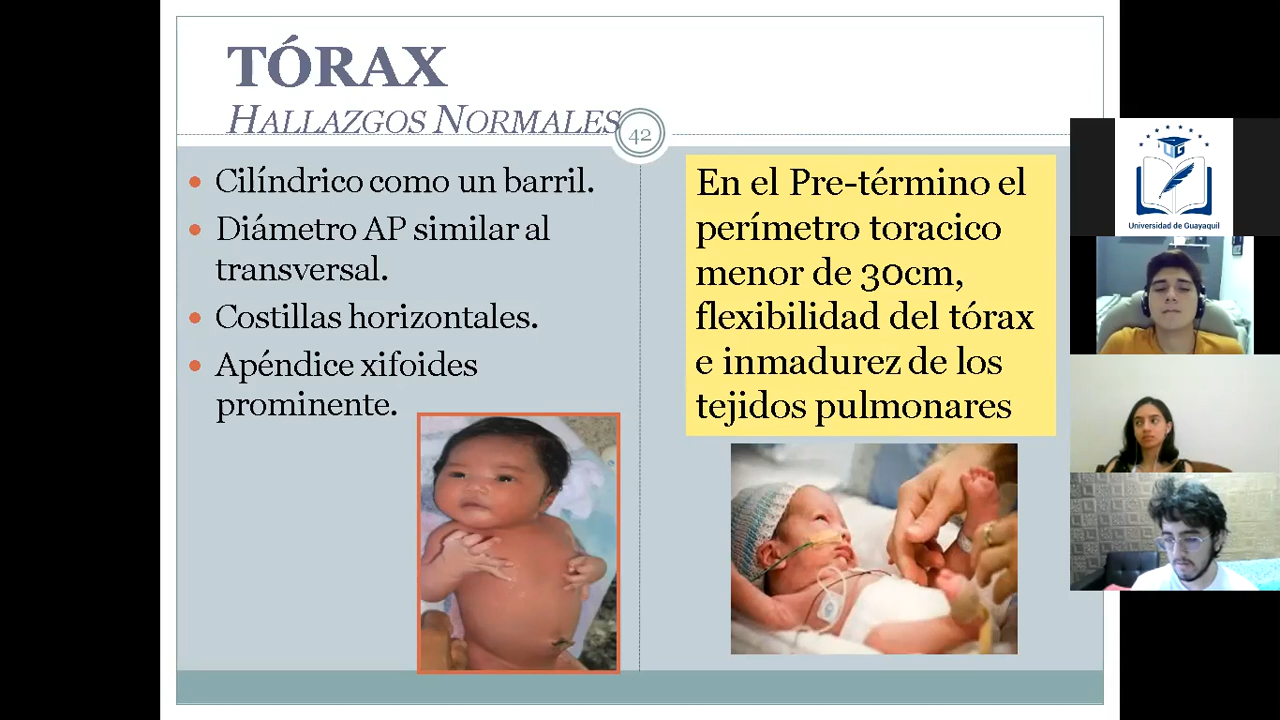 TÓRAX
HALLAZGOS NORMALES
42
• Cilíndrico como un barril.
• Diámetro AP similar al
transversal.
• Costillas horizontales.
• Apéndice xifoides
prominente.
En el Pre-término el
perímetro toracico
menor de 30cm,
flexibilidad del tórax
e inmadurez de los
tejidos pulmonares
UG
Universidad de Guayaquil